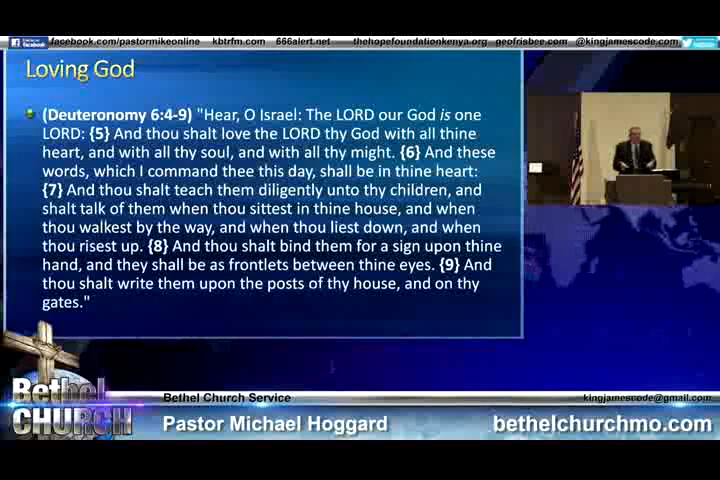 facebook.com/pastormikeonline kbtrfm.com 666alert.net thehopefoundationkenya.org geofrisbee.com @kingjamescode.com
Loving God
(Deuteronomy 6:4-9) "Hear, O Israel: The LORD our God is one
LORD: {5} And thou shalt love the LORD thy God with all thine
heart, and with all thy soul, and with all thy might. {6} And these
words, which I command thee this day, shall be in thine heart:
{7} And thou shalt teach them diligently unto thy children, and
shalt talk of them when thou sittest in thine house, and when
thou walkest by the way, and when thou liest down, and when
thou risest up. {8} And thou shalt bind them for a sign upon thine
hand, and they shall be as frontlets between thine eyes. {9} And
thou shalt write them upon the posts of thy house, and on thy
gates."
Bethel
CHURCH
Bethel Church Service kingjamescode@gmail.com
Pastor Michael Hoggard bethelchurchmo.com